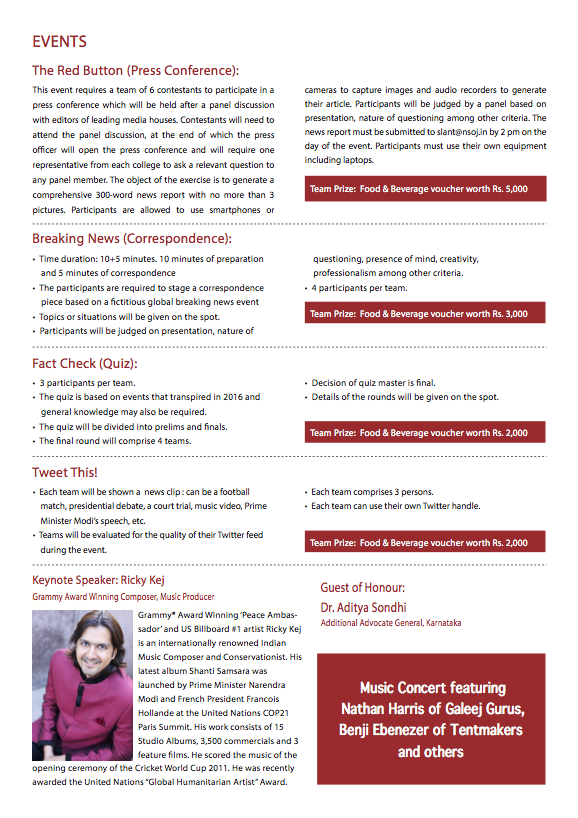 EVENTS
The Red Button (Press Conference):
This event requires a team of 6 contestants to participate in a
press conference which will be held after a panel discussion
with editors of leading media houses. Contestants will need to
attend the panel discussion, at the end of which the press
officer will open the press conference and will require one
representative from each college to ask a relevant question to
any panel member. The object of the exercise is to generate a
comprehensive 300-word news report with no more than 3
pictures. Participants are allowed to use smartphones or
cameras to capture images and audio recorders to generate
their article. Participants will be judged by a panel based on
presentation, nature of questioning among other criteria. The
news report must be submitted to slant@nsoj.in by 2 pm on the
day of the event. Participants must use their own equipment
including laptops.
Team Prize: Food & Beverage voucher worth Rs. 5,000
Breaking News (Correspondence):
• Time duration: 10+5 minutes. 10 minutes of preparation
and 5 minutes of correspondence
• The participants are required to stage a correspondence
piece based on a fictitious global breaking news event
• Topics or situations will be given on the spot.
• Participants will be judged on presentation, nature of
questioning, presence of mind, creativity,
professionalism among other criteria.
• 4 participants per team.
Team Prize: Food & Beverage voucher worth Rs. 3,000
Fact Check (Quiz):
• 3 participants per team.
• The quiz is based on events that transpired in 2016 and
general knowledge may also be required.
• The quiz will be divided into prelims and finals.
• The final round will comprise 4 teams.
• Decision of quiz master is final.
• Details of the rounds will be given on the spot.
Team Prize: Food & Beverage voucher worth Rs. 2,000
Tweet This!
• Each team will be shown a news clip : can be a football
match, presidential debate, a court trial, music video, Prime
Minister Modi's speech, etc.
• Teams will be evaluated for the quality of their Twitter feed
during the event.
• Each team comprises 3 persons.
• Each team can use their own Twitter handle.
Team Prize: Food & Beverage voucher worth Rs. 2,000
Keynote Speaker: Ricky Kej
Grammy Award Winning Composer, Music Producer
Grammy® Award Winning 'Peace Ambas-
sador' and US Billboard #1 artist Ricky Kej
is an internationally renowned Indian
Music Composer and Conservationist. His
latest album Shanti Samsara was
launched by Prime Minister Narendra
Modi and French President Francois
Hollande at the United Nations COP21
Paris Summit. His work consists of 15
Studio Albums, 3,500 commercials and 3
feature films. He scored the music of the
opening ceremony of the Cricket World Cup 2011. He was recently
awarded the United Nations "Global Humanitarian Artist" Award.
Guest of Honour:
Dr. Aditya Sondhi
Additional Advocate General, Karnataka
Music Concert featuring
Nathan Harris of Galeej Gurus,
Benji Ebenezer of Tentmakers
and others